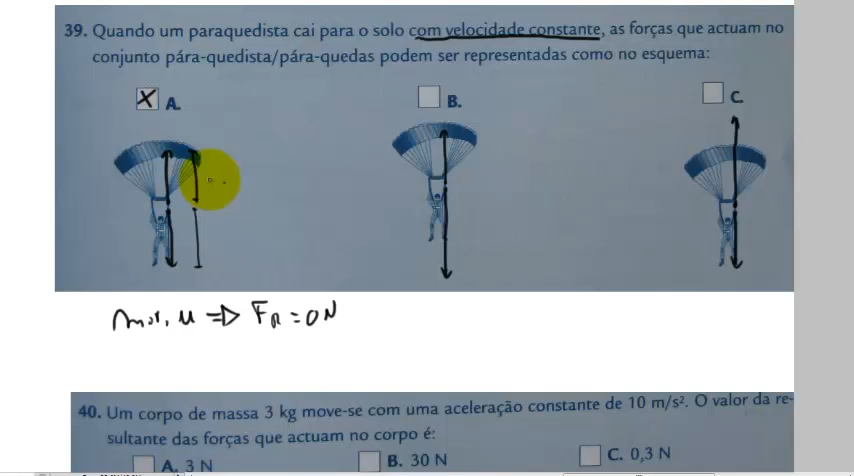 39. Quando um paraquedista cai para o solo com velocidade constante, as forças que actuam no
conjunto pára-quedista/pára-quedas podem ser representadas como no esquema:
X A.
B.
C.
mov. u => FR = 0 N
40. Um corpo de massa 3 kg move-se com uma aceleração constante de 10 m/s². O valor da re-
sultante das forças que actuam no corpo é:
A. 3 N
B. 30 N
C. 0,3 N